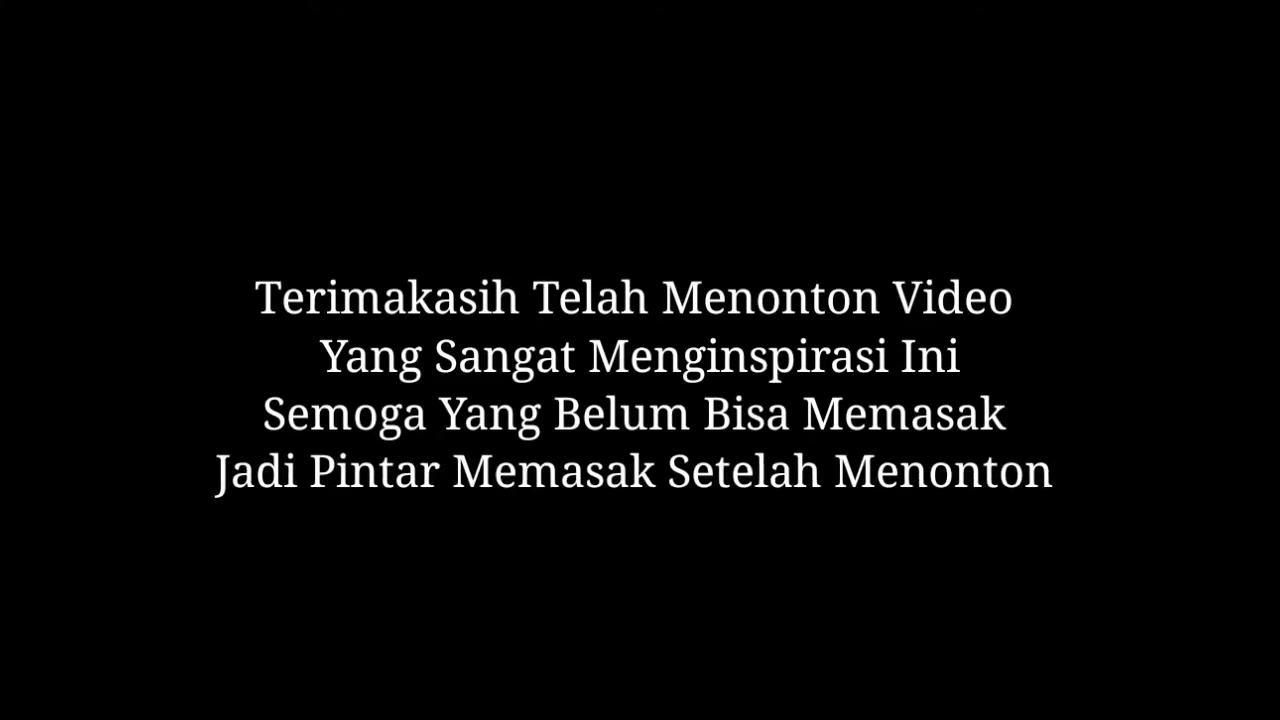 Terimakasih Telah Menonton Video
Yang Sangat Menginspirasi Ini
Semoga Yang Belum Bisa Memasak
Jadi Pintar Memasak Setelah Menonton